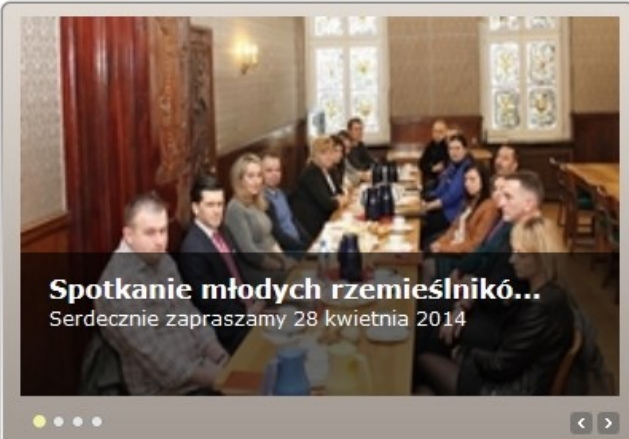 Spotkanie młodych rzemieślnikó...
Serdecznie zapraszamy 28 kwietnia 2014